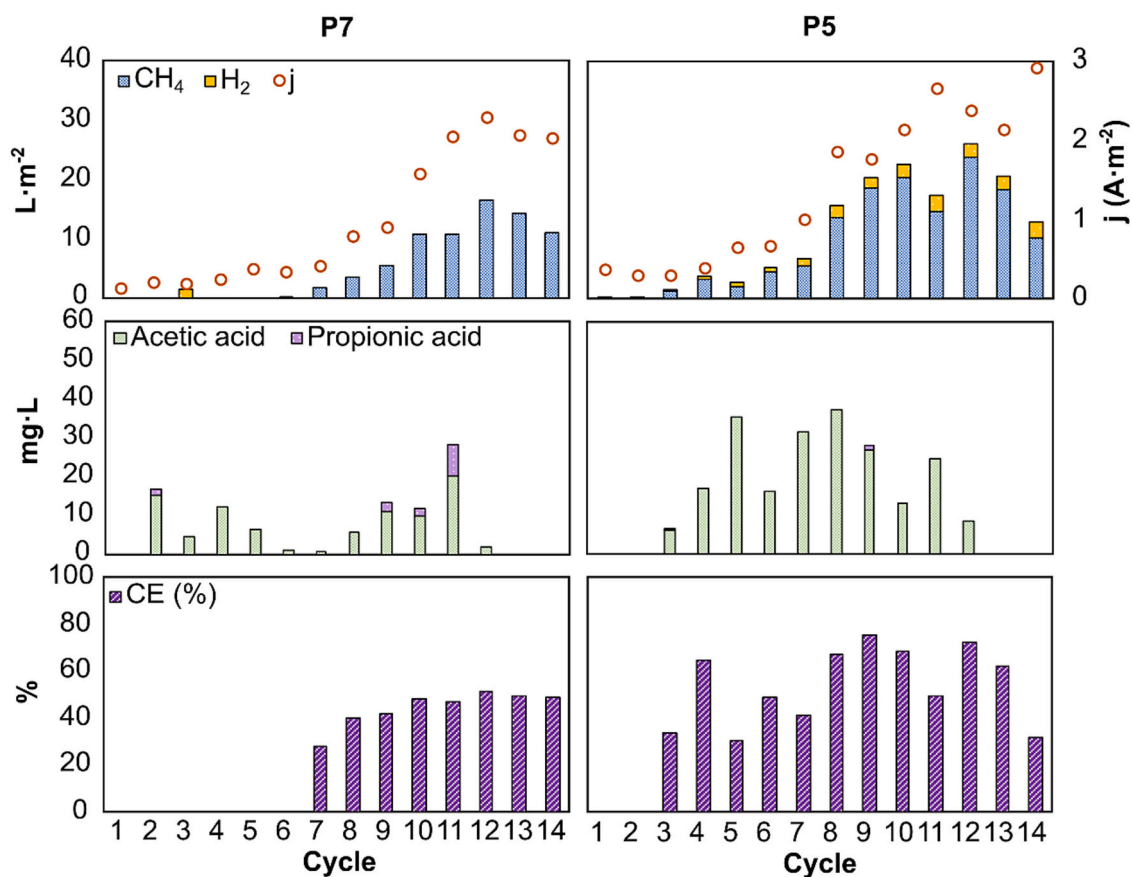 P7 P5
40 3
CH₄ H₂ j
30
2
L·m⁻² 20 j (A·m⁻²)
1
10
0 0
60
Acetic acid Propionic acid
50
40
mg·L 30
20
10
0
100
CE (%)
80
60
% 40
20
0
1 2 3 4 5 6 7 8 9 10 11 12 13 14 1 2 3 4 5 6 7 8 9 10 11 12 13 14
Cycle Cycle